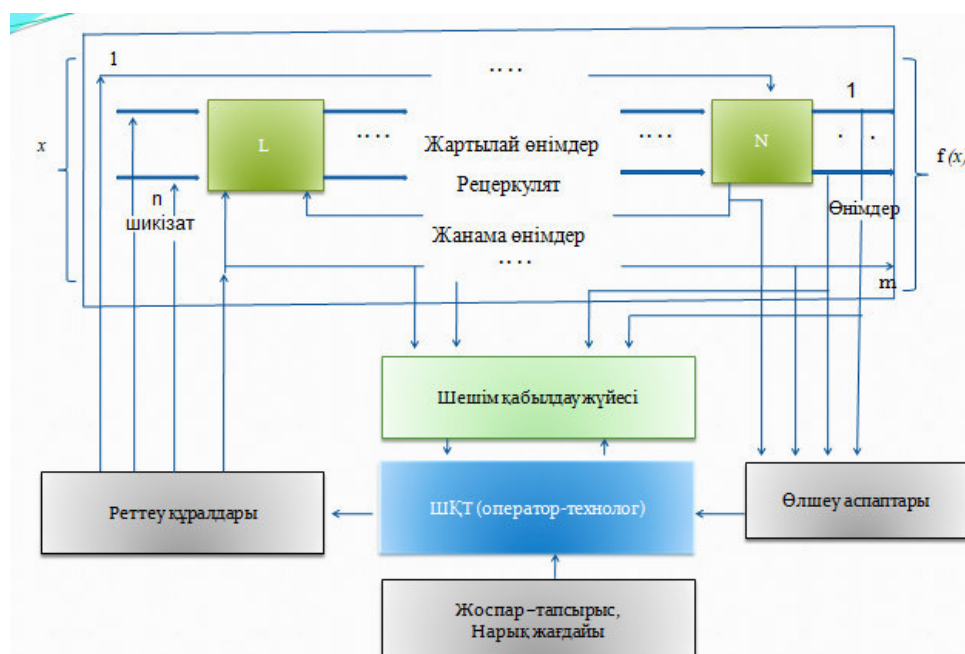 1
....
1
x
L
....
....
N
. .
Жартылай өнімдер
f (x)
Рецеркулят
n
шикізат
Өнімдер
Жанама өнімдер
....
m
Шешім қабылдау жүйесі
Реттеу құралдары
ШҚТ (оператор-технолог)
Өлшеу аспаптары
Жоспар –тапсырыс,
Нарық жағдайы